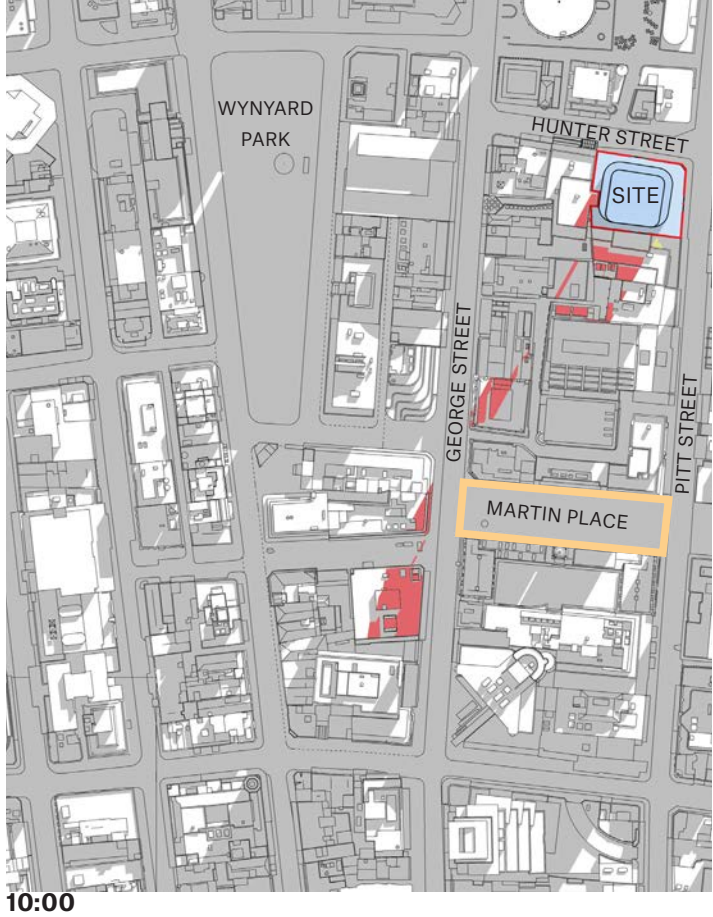 WYNYARD
PARK
HUNTER STREET
SITE
GEORGE STREET
PITT STREET
MARTIN PLACE
10:00